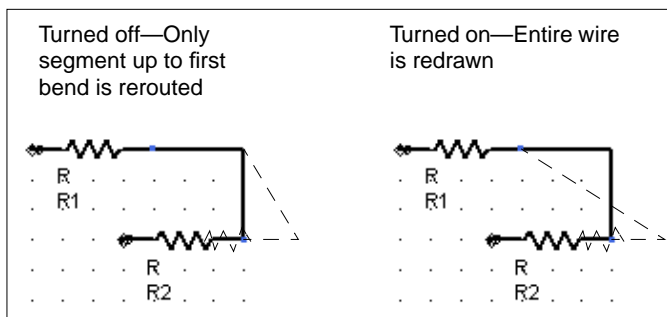 Turned off—Only
segment up to first
bend is rerouted
R
R1
R
R2
Turned on—Entire wire
is redrawn
R
R1
R
R2